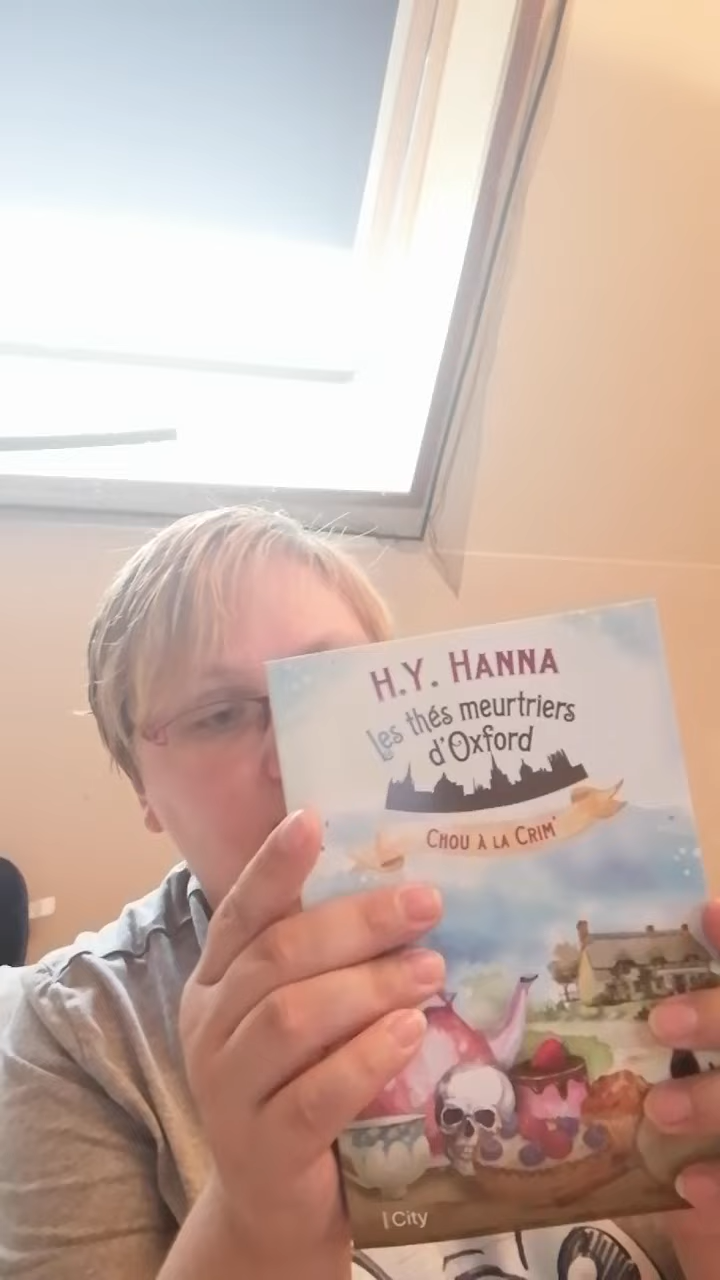 H.Y. HANNA
Les thés meurtriers
d'Oxford
CHOU À LA CRIM'
City